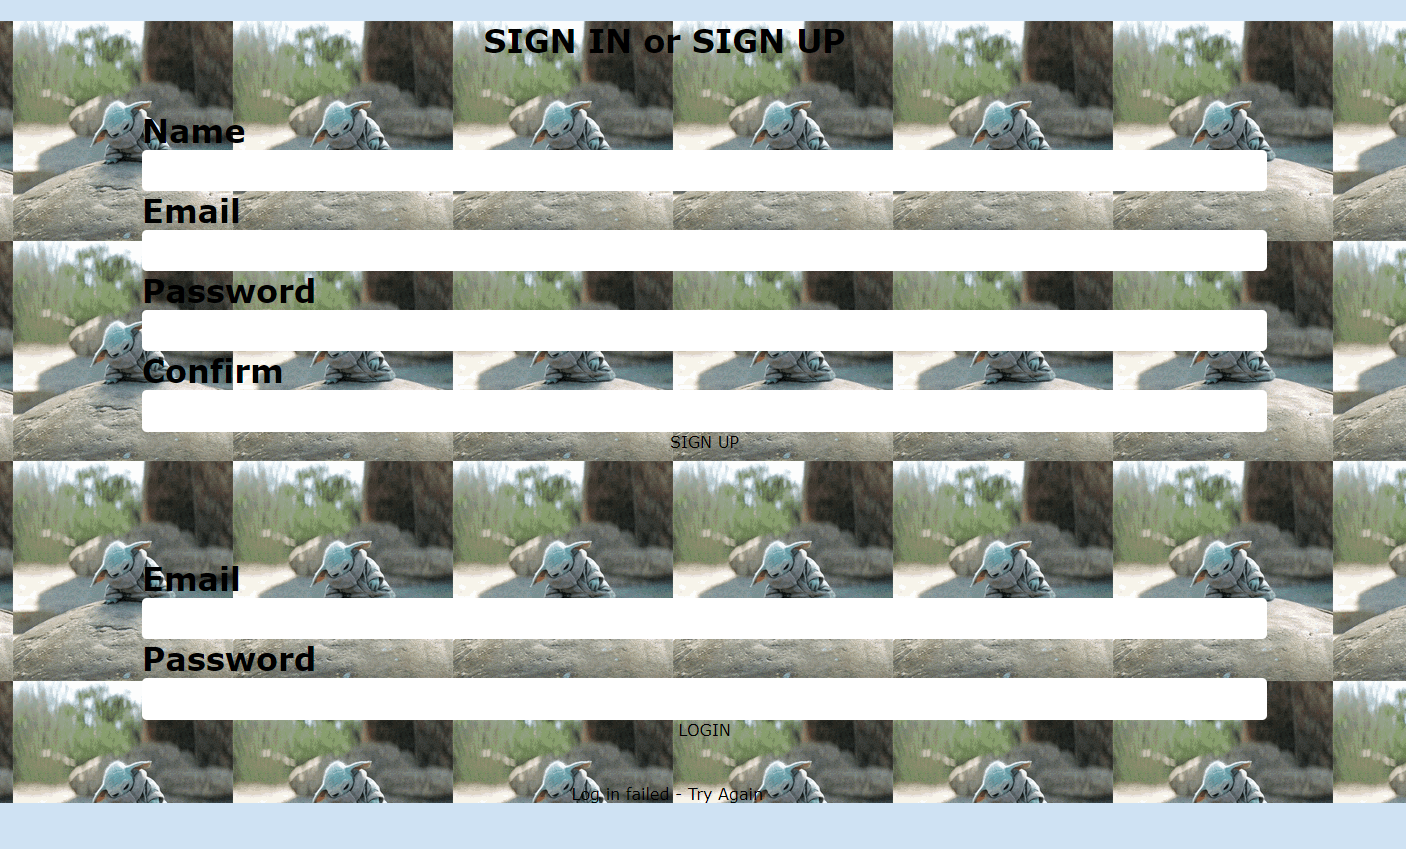 SIGN IN or SIGN UP
Name
Email
Password
Confirm
SIGN UP
Email
Password
LOGIN
Log in failed - Try Again